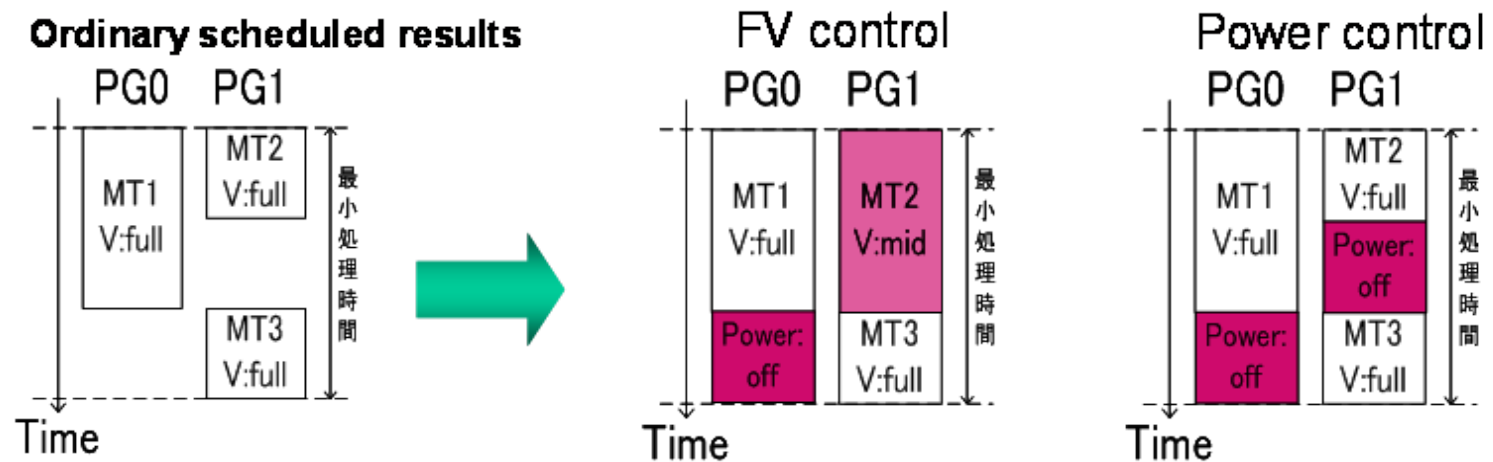 Ordinary scheduled results
PG0 PG1
MT1
V:full
MT2
V:full
MT3
V:full
最小処理時間
Time
FV control
PG0 PG1
MT1
V:full
Power:
off
MT2
V:mid
MT3
V:full
最小処理時間
Time
Power control
PG0 PG1
MT1
V:full
Power:
off
MT2
V:full
Power:
off
MT3
V:full
最小処理時間
Time